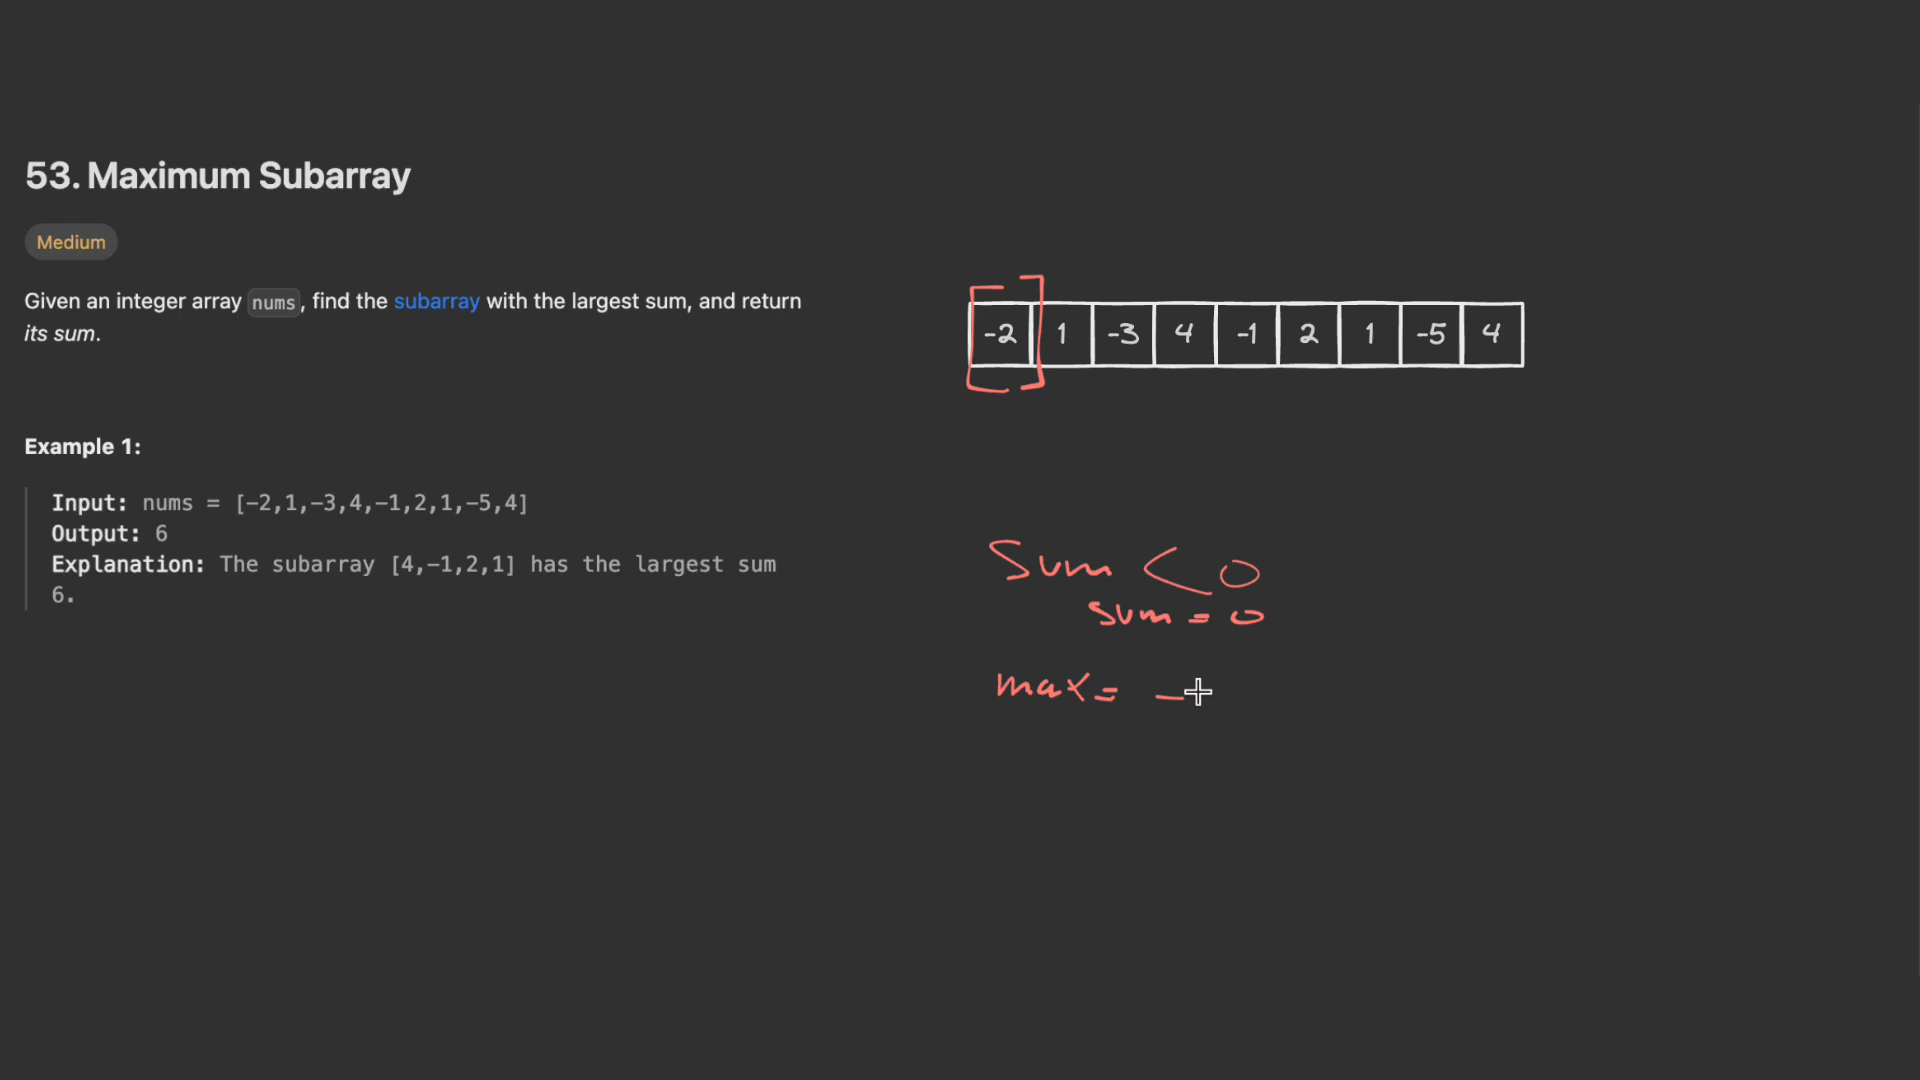 53. Maximum Subarray
Medium
Given an integer array nums, find the subarray with the largest sum, and return
its sum.
Example 1:
Input: nums = [-2,1,-3,4,-1,2,1,-5,4]
Output: 6
Explanation: The subarray [4,-1,2,1] has the largest sum
6.
-2 1 -3 4 -1 2 1 -5 4
Sum < 0
sum = 0
max = -